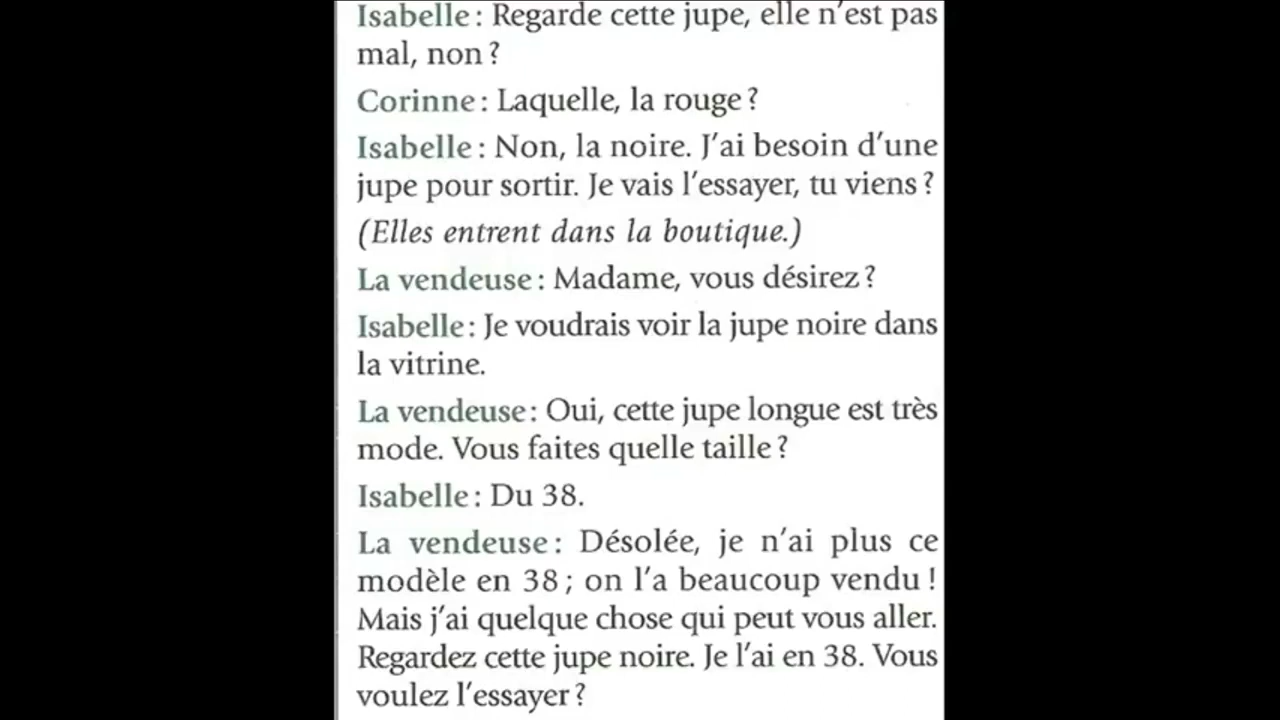 Isabelle : Regarde cette jupe, elle n'est pas
mal, non ?
Corinne : Laquelle, la rouge ?
Isabelle : Non, la noire. J'ai besoin d'une
jupe pour sortir. Je vais l'essayer, tu viens ?
(Elles entrent dans la boutique.)
La vendeuse : Madame, vous désirez ?
Isabelle : Je voudrais voir la jupe noire dans
la vitrine.
La vendeuse : Oui, cette jupe longue est très
mode. Vous faites quelle taille ?
Isabelle : Du 38.
La vendeuse : Désolée, je n'ai plus ce
modèle en 38 ; on l'a beaucoup vendu !
Mais j'ai quelque chose qui peut vous aller.
Regardez cette jupe noire. Je l'ai en 38. Vous
voulez l'essayer ?